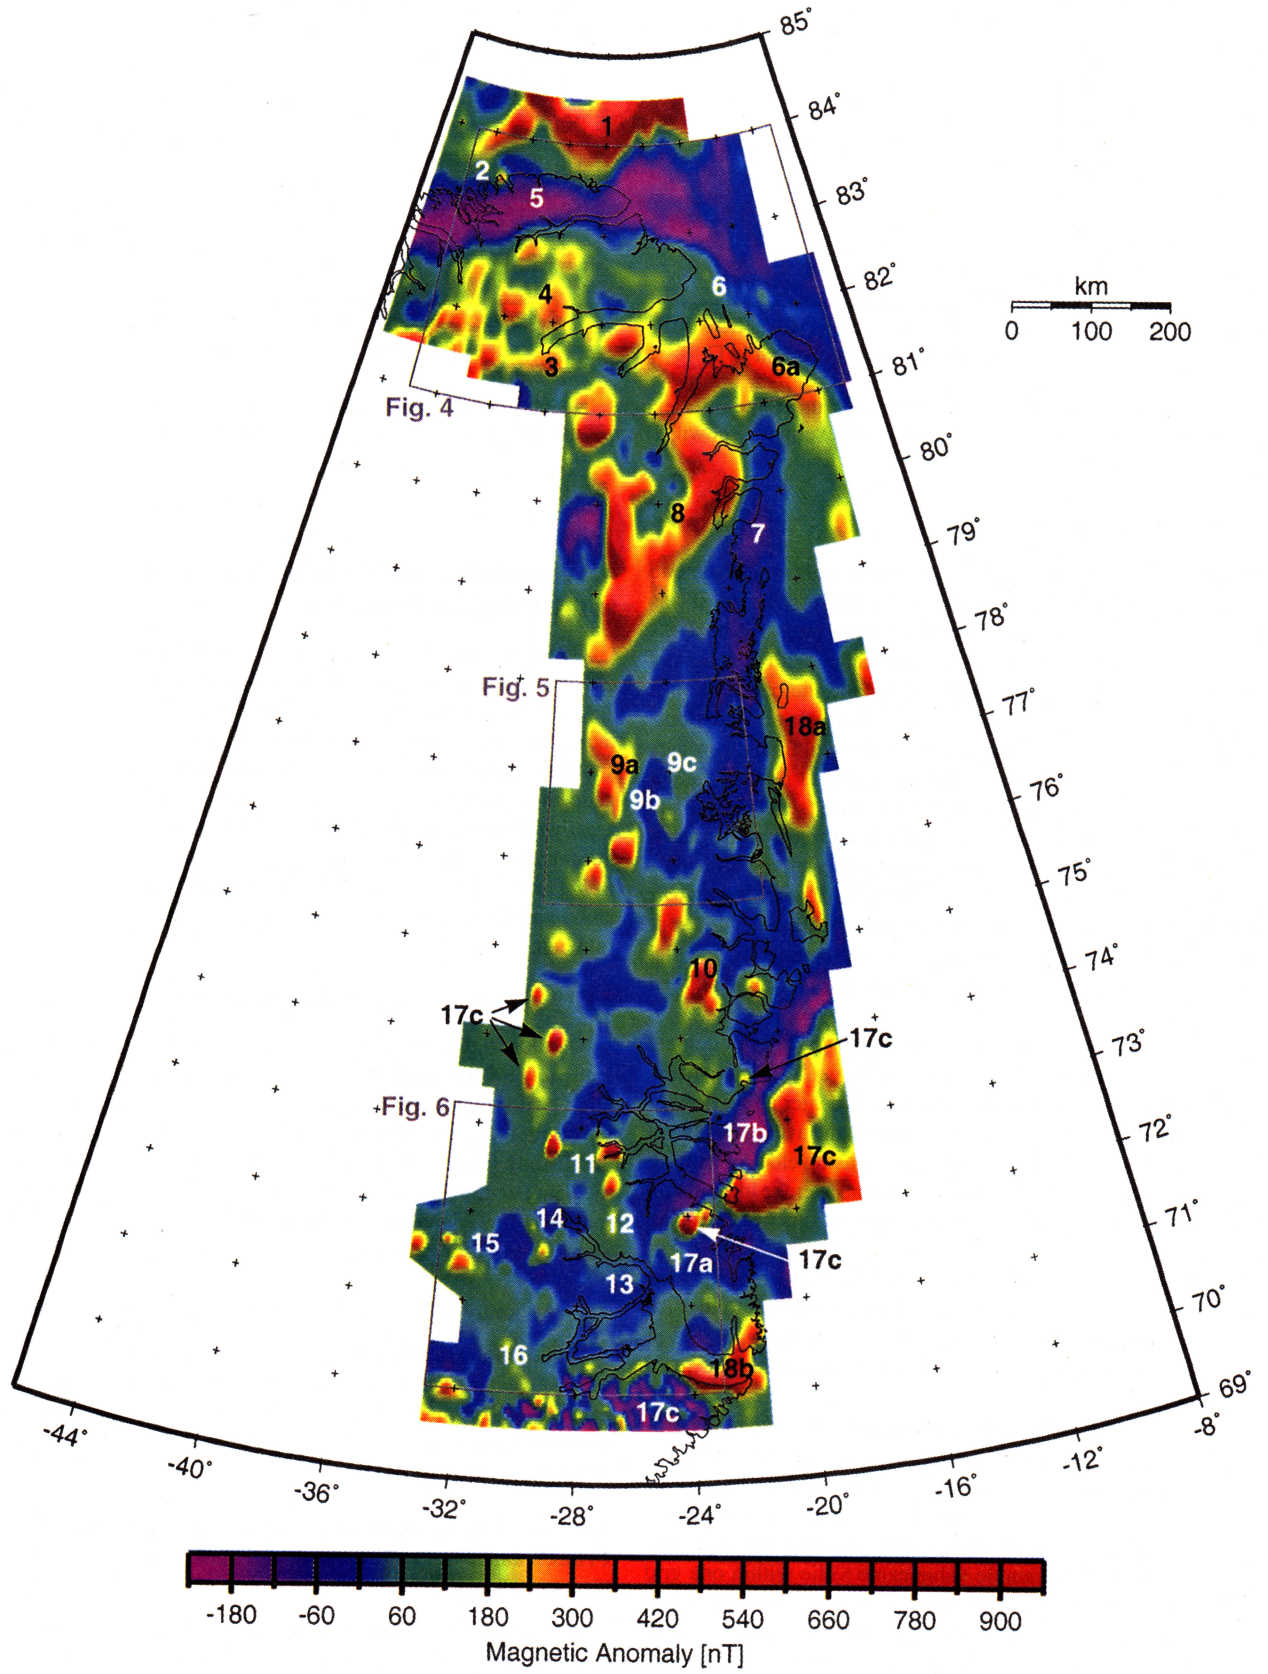 85°
84°
1
2
83°
5
82°
6
km
4
0 100 200
81°
3
6a
Fig. 4
80°
8
79°
7
78°
Fig. 5
77°
18a
9a 9c
76°
9b
75°
10
74°
17c
17c
73°
Fig. 6
17b
72°
17c
11
14 12
71°
15
17a 17c
13
70°
16
18b
69°
17c
-8°
-44° -40° -36° -32° -28° -24° -20° -16° -12°
-180 -60 60 180 300 420 540 660 780 900
Magnetic Anomaly [nT]